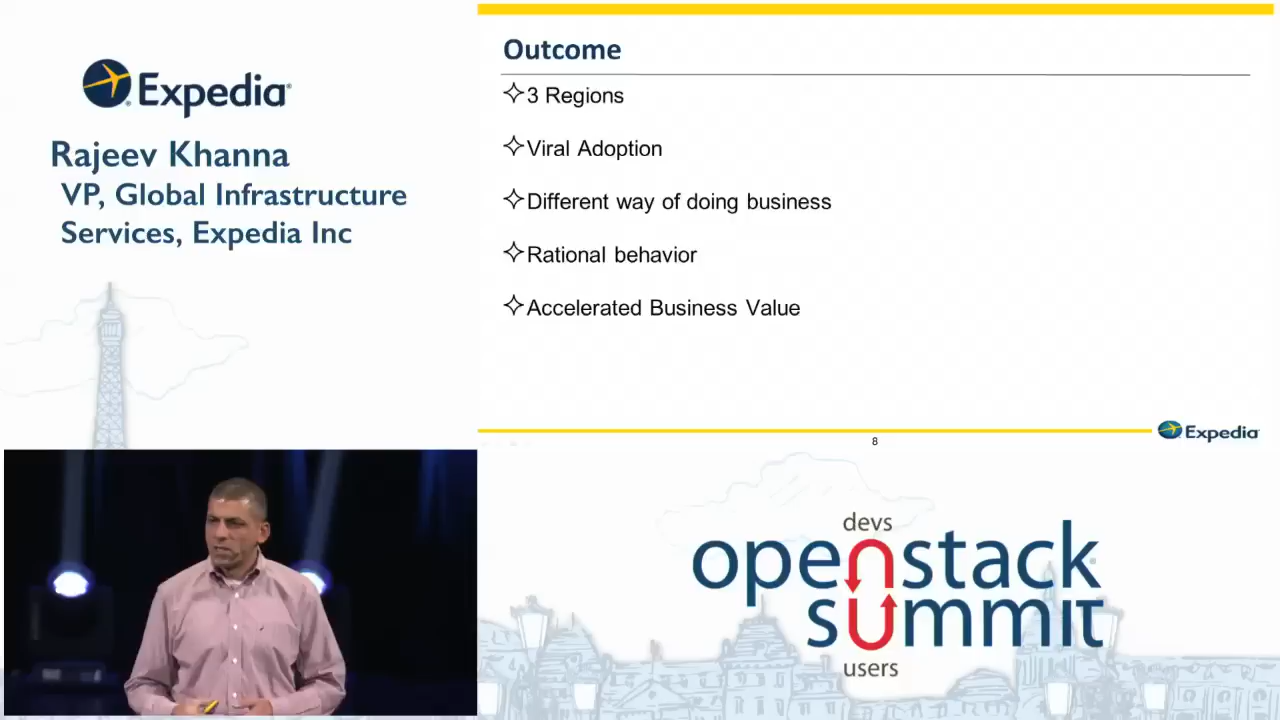 Expedia
Rajeev Khanna
VP, Global Infrastructure
Services, Expedia Inc
Outcome
3 Regions
Viral Adoption
Different way of doing business
Rational behavior
Accelerated Business Value
Expedia
8
devs
openstack
summit
users